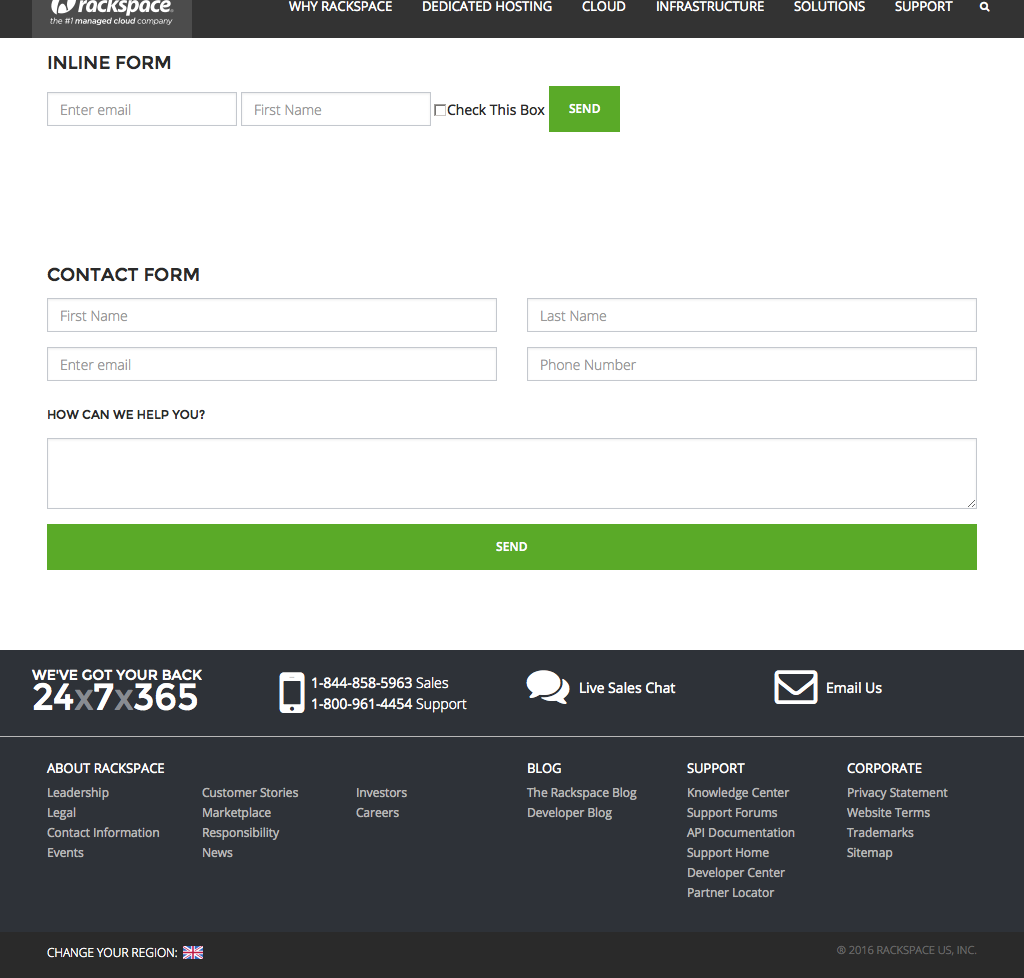 rackspace.
the #1 managed cloud company
WHY RACKSPACE DEDICATED HOSTING CLOUD INFRASTRUCTURE SOLUTIONS SUPPORT
INLINE FORM
Enter email First Name Check This Box SEND
CONTACT FORM
First Name Last Name
Enter email Phone Number
HOW CAN WE HELP YOU?
SEND
WE'VE GOT YOUR BACK
24x7x365
1-844-858-5963 Sales
1-800-961-4454 Support
Live Sales Chat
Email Us
ABOUT RACKSPACE
Leadership
Legal
Contact Information
Events
Customer Stories
Marketplace
Responsibility
News
Investors
Careers
BLOG
The Rackspace Blog
Developer Blog
SUPPORT
Knowledge Center
Support Forums
API Documentation
Support Home
Developer Center
Partner Locator
CORPORATE
Privacy Statement
Website Terms
Trademarks
Sitemap
CHANGE YOUR REGION:
© 2016 RACKSPACE US, INC.